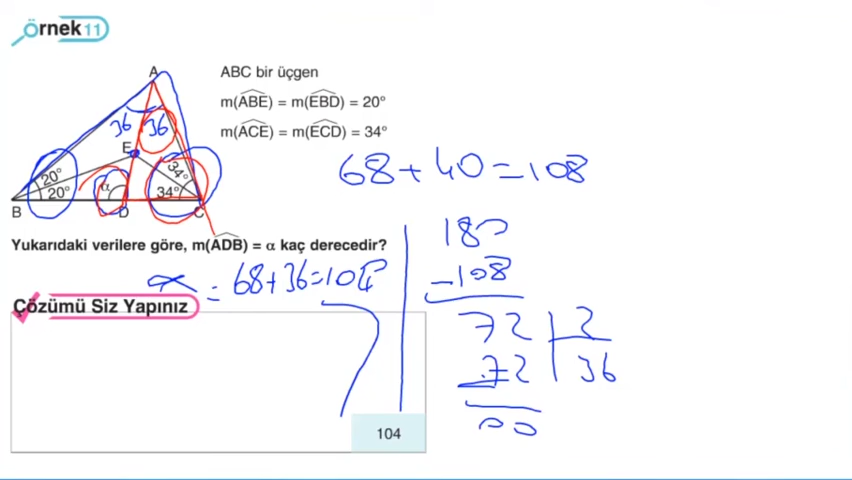 örnek 11
ABC bir üçgen
m(ABE) = m(EBD) = 20°
m(ACE) = m(ECD) = 34°
A
36 36
E
20°
20°
α
34°
34°
B
D
C
68 + 40 = 108
Yukarıdaki verilere göre, m(ADB) = α kaç derecedir?
α = 68 + 36 = 104
Çözümü Siz Yapınız
180
- 108
72 2
72 36
00
104